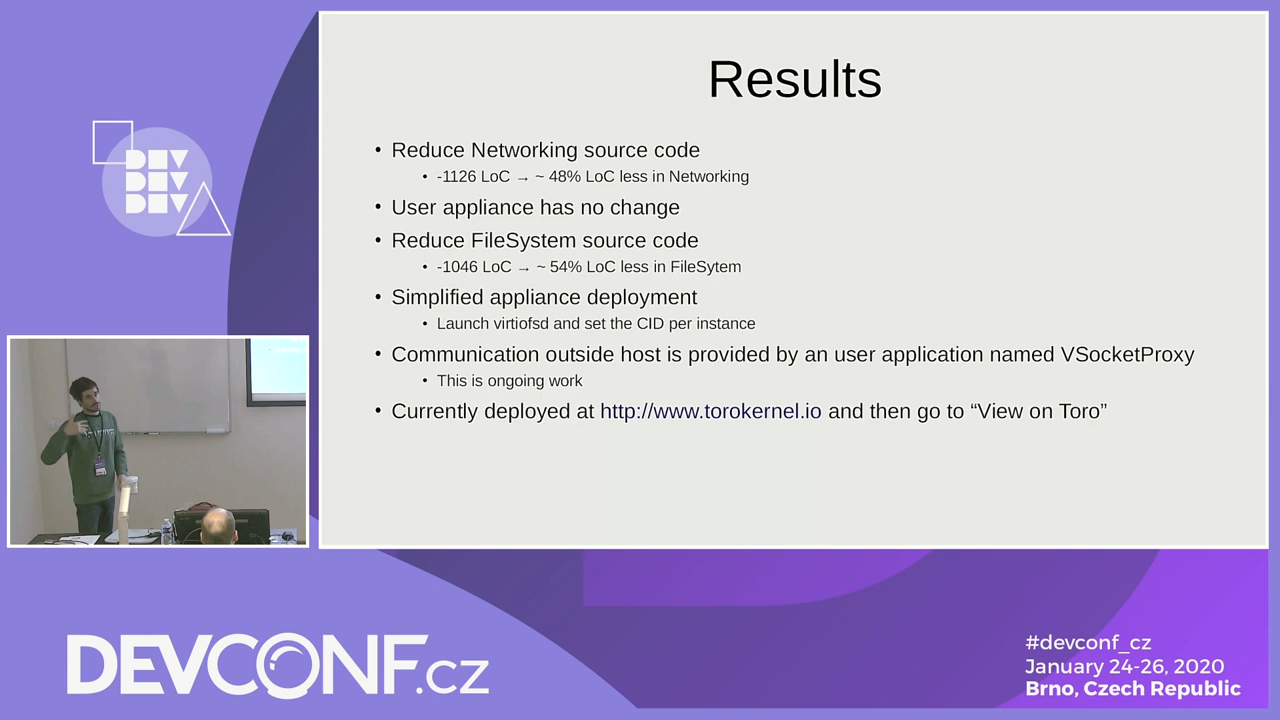 Results
• Reduce Networking source code
• -1126 LoC → ~ 48% LoC less in Networking
• User appliance has no change
• Reduce FileSystem source code
• -1046 LoC → ~ 54% LoC less in FileSytem
• Simplified appliance deployment
• Launch virtiofsd and set the CID per instance
• Communication outside host is provided by an user application named VSocketProxy
• This is ongoing work
• Currently deployed at http://www.torokernel.io and then go to “View on Toro”
DEV
DEV
DEV
DEVCONF.cz
#devconf_cz
January 24-26, 2020
Brno, Czech Republic